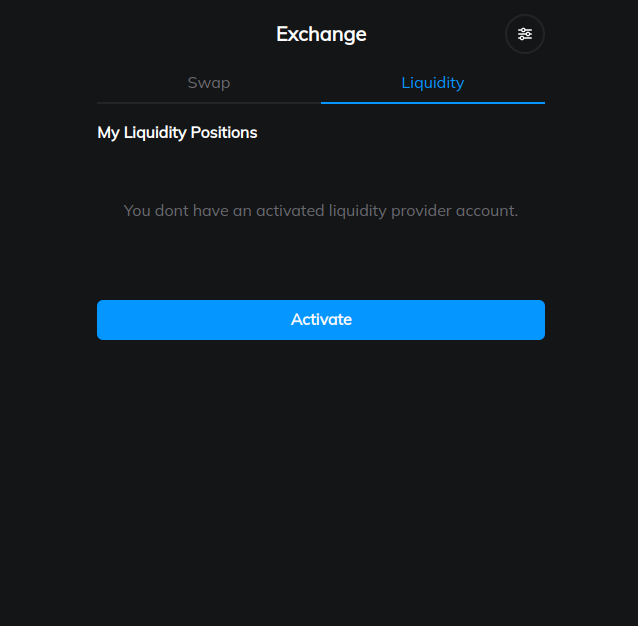 Exchange
Swap
Liquidity
My Liquidity Positions
You dont have an activated liquidity provider account.
Activate